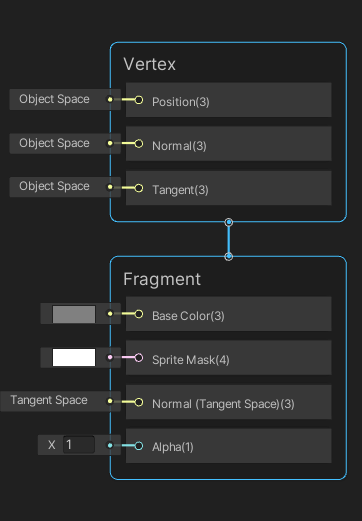 Vertex
Object Space Position(3)
Object Space Normal(3)
Object Space Tangent(3)
Fragment
Base Color(3)
Sprite Mask(4)
Tangent Space Normal (Tangent Space)(3)
X 1 Alpha(1)